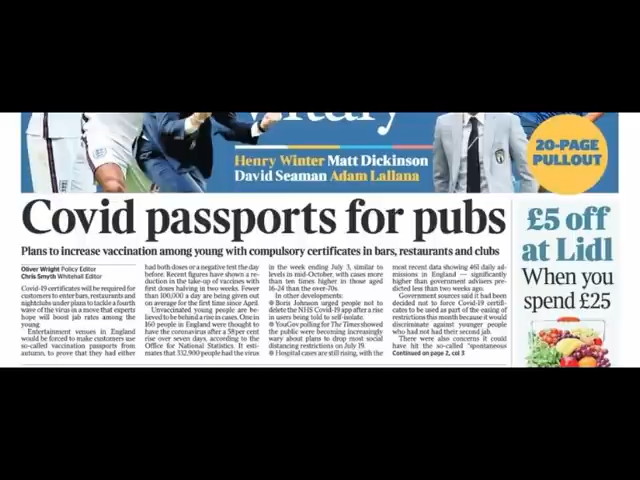 Henry Winter Matt Dickinson
David Seaman Adam Lallana
20-PAGE
PULLOUT
Covid passports for pubs
Plans to increase vaccination among young with compulsory certificates in bars, restaurants and clubs
Oliver Wright Policy Editor
Chris Smyth Whitehall Editor
Covid-19 certificates will be required for
customers to enter bars, restaurants and
nightclubs under plans to tackle a fourth
wave of the virus in a move that experts
hope will boost jab rates among the
young.
Entertainment venues in England
would be forced to make customers use
so-called vaccination passports from
autumn, to prove that they had either
had both doses or a negative test the day
before. Recent figures have shown a re-
duction in the take-up of vaccines with
first doses halving in two weeks. Fewer
than 100,000 a day are being given out
on average for the first time since April.
Unvaccinated young people are be-
lieved to be behind a rise in cases. One in
160 people in England were thought to
have the coronavirus after a 58 per cent
rise over seven days, according to the
Office for National Statistics. It esti-
mates that 332,900 people had the virus
in the week ending July 3, similar to
levels in mid-October, with cases more
than ten times higher in those aged
16-24 than the over-70s.
In other developments:
● Boris Johnson urged people not to
delete the NHS Covid-19 app after a rise
in users being told to self-isolate.
● YouGov polling for The Times showed
the public were becoming increasingly
wary about plans to drop most social
distancing restrictions on July 19.
● Hospital cases are still rising, with the
most recent data showing 461 daily ad-
missions in England — significantly
higher than government advisers pre-
dicted less than two weeks ago.
Government sources said it had been
decided not to force Covid-19 certif-
icates to be used as part of the easing of
restrictions this month because it would
discriminate against younger people
who had not had their second jab.
There were also concerns it could
have hit the so-called "spontaneous
Continued on page 2, col 3
£5 off
at Lidl
When you
spend £25